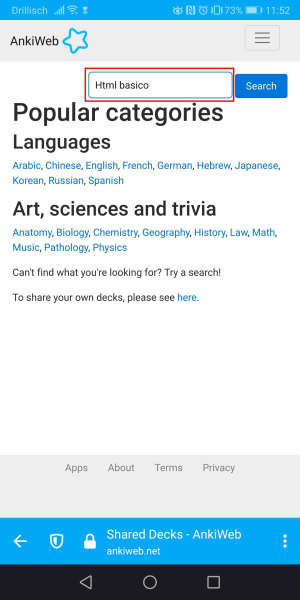 Drillisch 73% 11:52
AnkiWeb
Html basico Search
Popular categories
Languages
Arabic, Chinese, English, French, German, Hebrew, Japanese,
Korean, Russian, Spanish
Art, sciences and trivia
Anatomy, Biology, Chemistry, Geography, History, Law, Math,
Music, Pathology, Physics
Can't find what you're looking for? Try a search!
To share your own decks, please see here.
Apps About Terms Privacy
Shared Decks - AnkiWeb
ankiweb.net